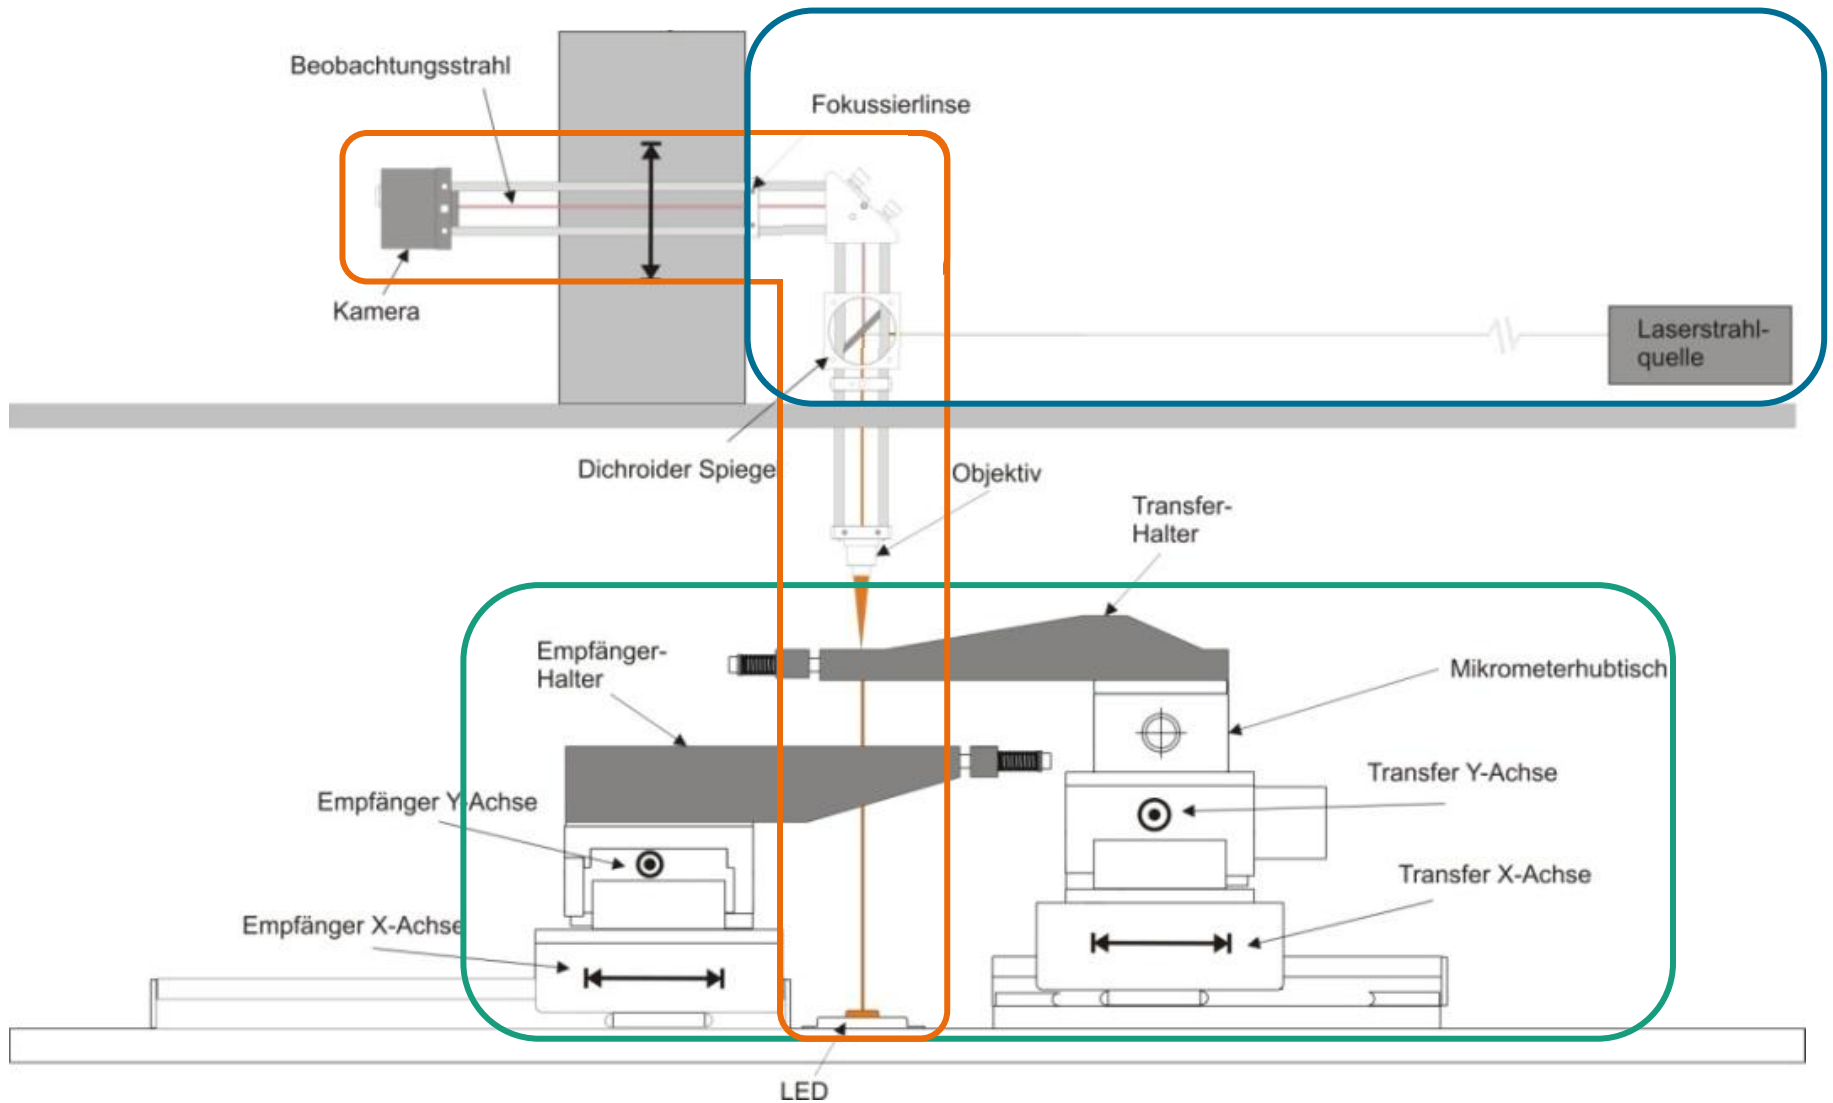 Beobachtungsstrahl
Fokussierlinse
Kamera
Laserstrahl-
quelle
Dichroider Spiege
Objektiv
Transfer-
Halter
Empfänger-
Halter
Mikrometerhubtisch
Transfer Y-Achse
Empfänger Y-Achse
Transfer X-Achse
Empfänger X-Achse
LED